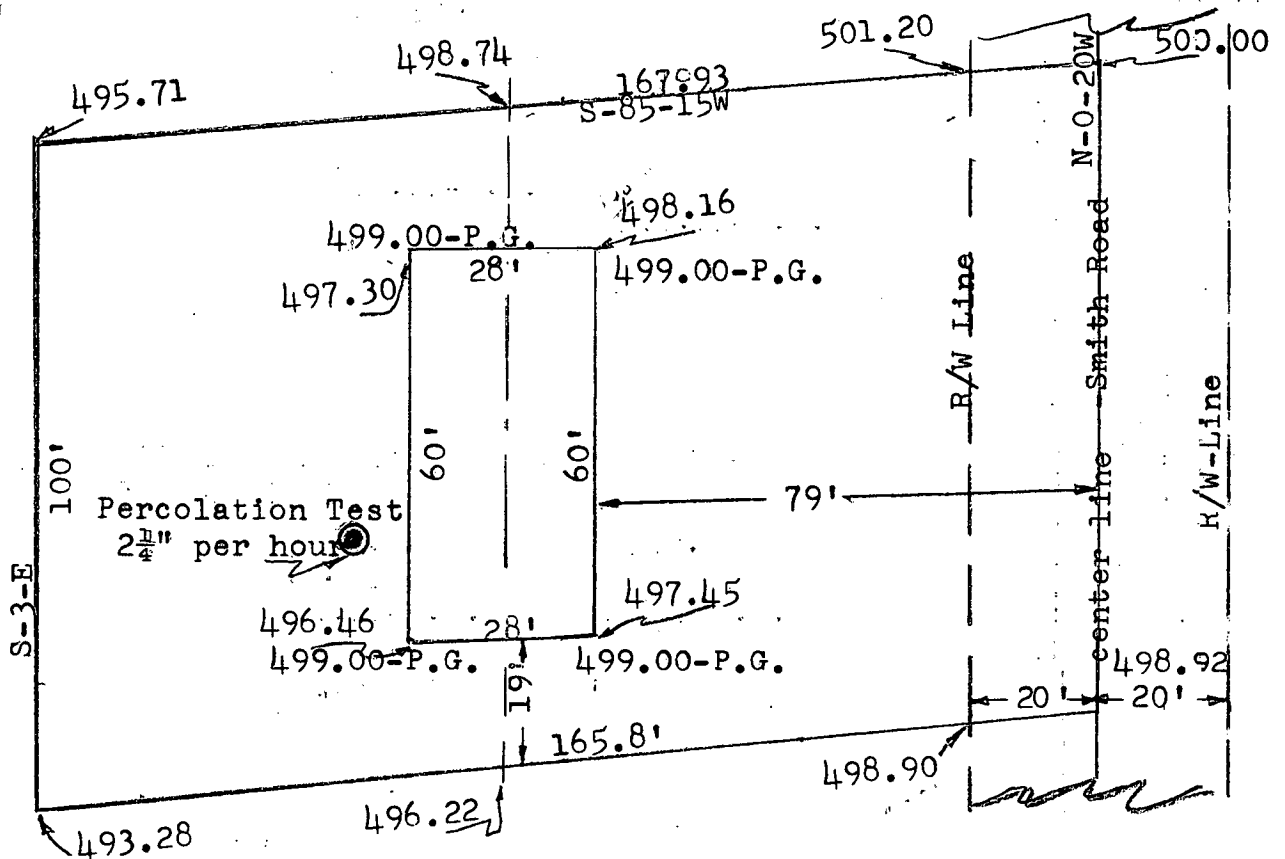 501.20
498.74
500.00
167.93
S-85-15W
495.71
N-0-20W
498.16
499.00-P.G.
28'
499.00-P.G.
497.30
R/W Line
center line -Smith Road
R/W-Line
100'
60'
60'
79'
Percolation Test
per hour
S-3-E
497.45
496.46
28'
499.00-P.G.
499.00-P.G.
498.92
19'
20'
20'
165.8'
498.90
496.22
493.28